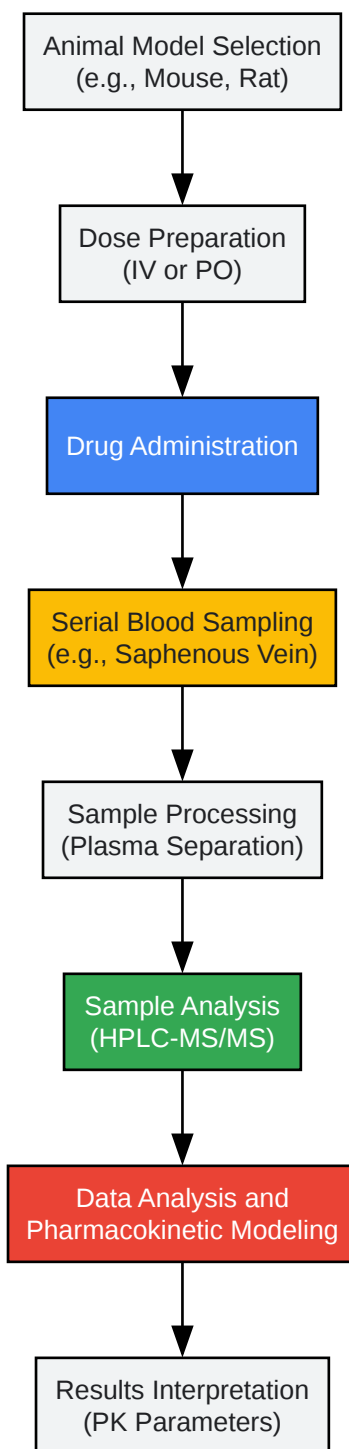 Animal Model Selection
(e.g., Mouse, Rat)
Dose Preparation
(IV or PO)
Drug Administration
Serial Blood Sampling
(e.g., Saphenous Vein)
Sample Processing
(Plasma Separation)
Sample Analysis
(HPLC-MS/MS)
Data Analysis and
Pharmacokinetic Modeling
Results Interpretation
(PK Parameters)